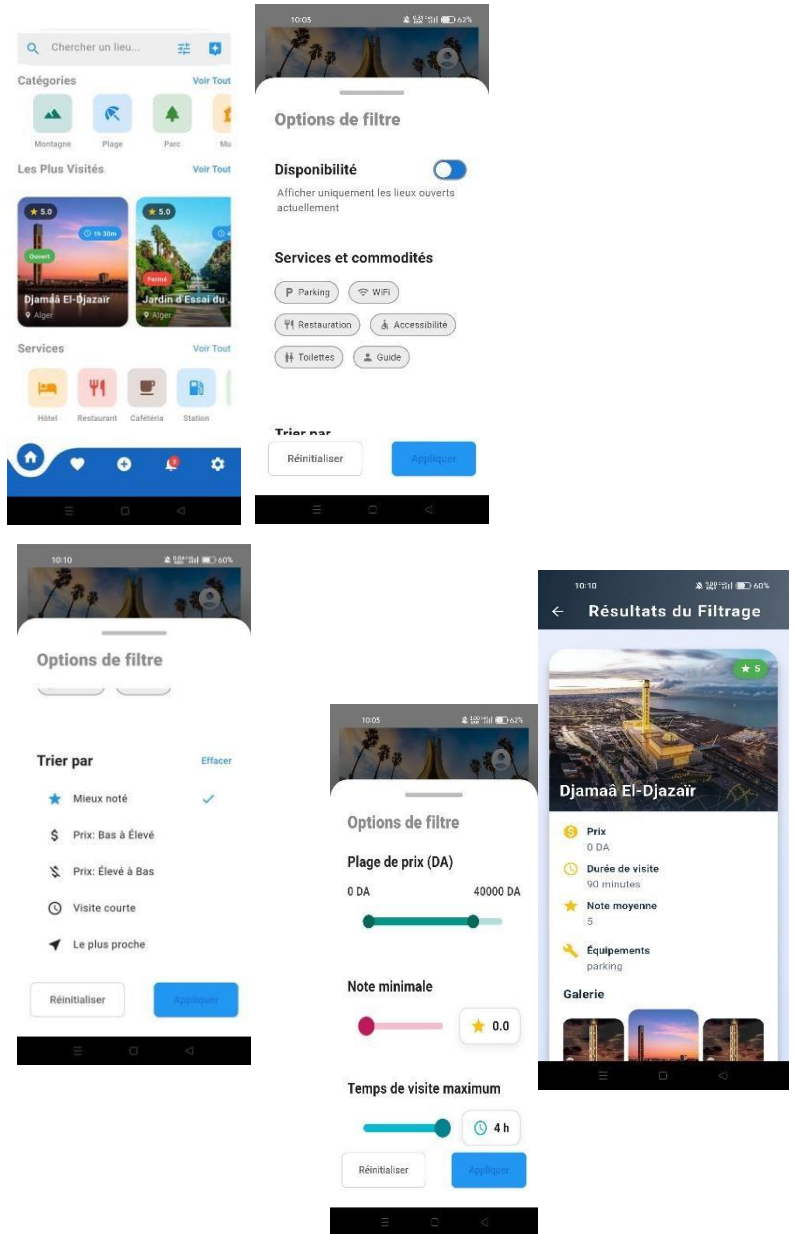 Chercher un lieu...
Catégories Voir Tout
Montagne Plage Parc Mu
Les Plus Visités Voir Tout
5.0 5.0
1h 30m
Ouvert Fermé
Djamaâ El-Djazaïr Jardin d'Essai du
Alger Alger
Services Voir Tout
Hôtel Restaurant Cafétéria Station
3
10:05 62%
Options de filtre
Disponibilité
Afficher uniquement les lieux ouverts
actuellement
Services et commodités
P Parking WiFi
Restauration Accessibilité
Toilettes Guide
Trier par
Réinitialiser Appliquer
10:10 60%
Options de filtre
Trier par Effacer
Mieux noté
Prix: Bas à Élevé
Prix: Élevé à Bas
Visite courte
Le plus proche
Réinitialiser Appliquer
10:05 62%
Options de filtre
Plage de prix (DA)
0 DA 40000 DA
Note minimale
0.0
Temps de visite maximum
4 h
Réinitialiser Appliquer
10:10 60%
Résultats du Filtrage
5
Djamaâ El-Djazaïr
Prix
0 DA
Durée de visite
90 minutes
Note moyenne
5
Équipements
parking
Galerie